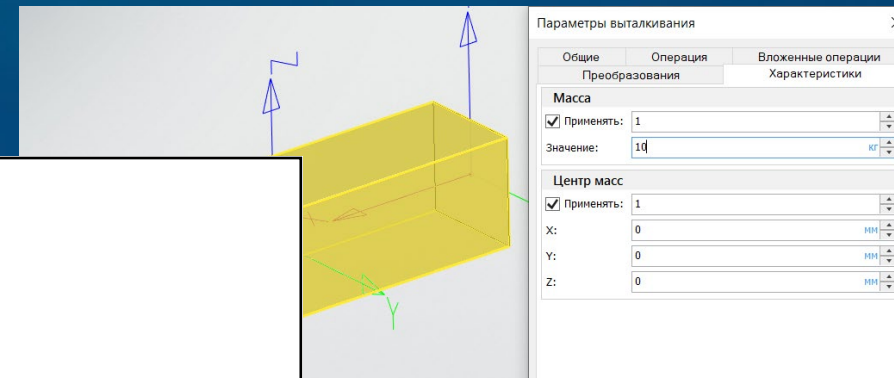 Z
X
Y
Параметры выталкивания
Общие Операция Вложенные операции
Преобразования Характеристики
Масса
Применять: 1
Значение: 10 кг
Центр масс
Применять: 1
X: 0 мм
Y: 0 мм
Z: 0 мм